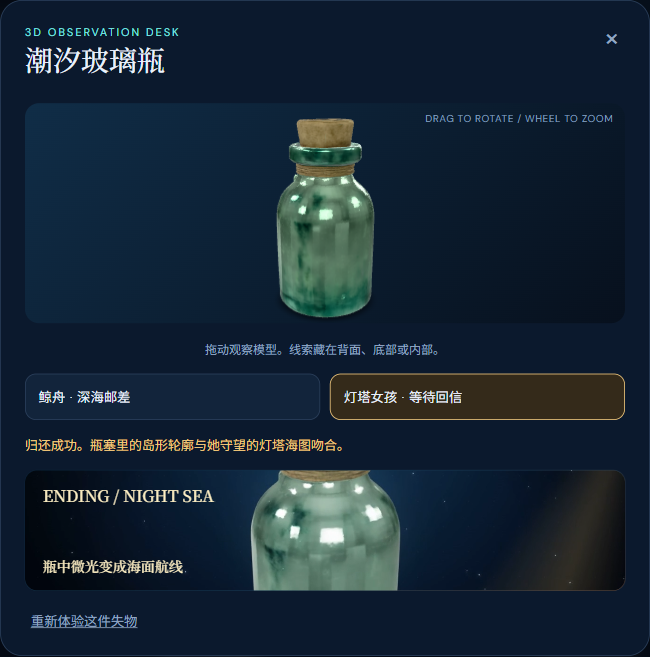 3D OBSERVATION DESK
潮汐玻璃瓶
×
DRAG TO ROTATE / WHEEL TO ZOOM
拖动观察模型。线索藏在背面、底部或内部。
鲸舟 · 深海邮差
灯塔女孩 · 等待回信
归还成功。瓶塞里的岛形轮廓与她守望的灯塔海图吻合。
ENDING / NIGHT SEA
瓶中微光变成海面航线
重新体验这件失物